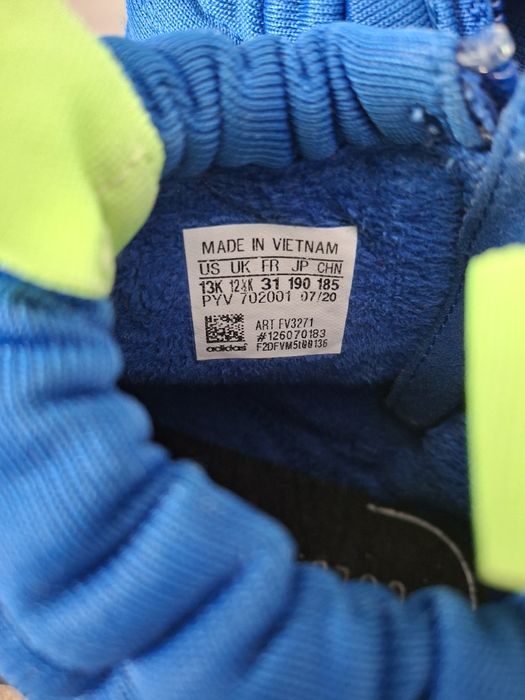 MADE IN VIETNAM
US UK FR JP CHN
13K 12½K 31 190 185
PYV 702001 07/20
ART FV3271
#126070183
adidas